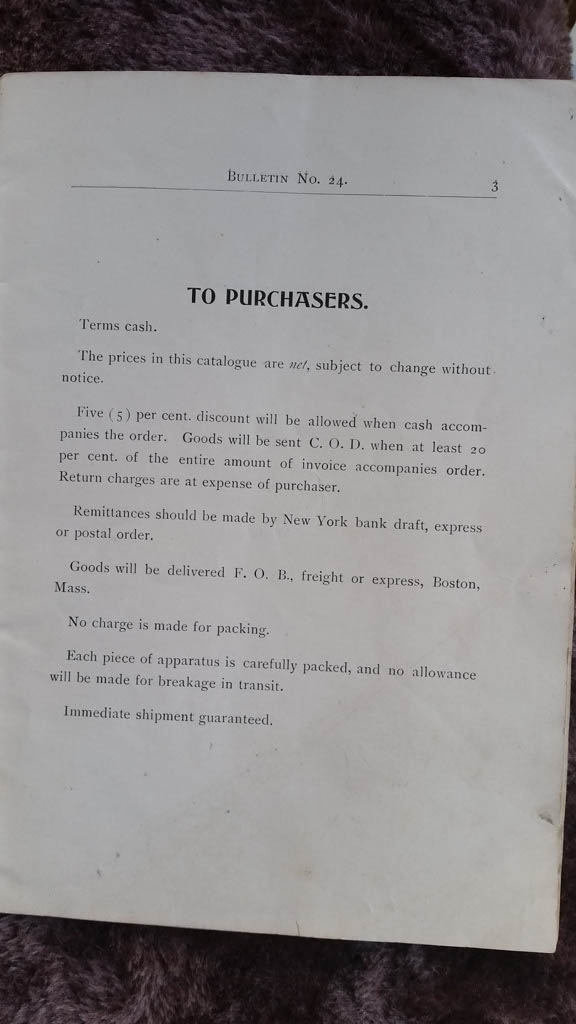 Bulletin No. 24.
3
TO PURCHASERS.
Terms cash.
The prices in this catalogue are net, subject to change without
notice.
Five (5) per cent. discount will be allowed when cash accom-
panies the order. Goods will be sent C. O. D. when at least 20
per cent. of the entire amount of invoice accompanies order.
Return charges are at expense of purchaser.
Remittances should be made by New York bank draft, express
or postal order.
Goods will be delivered F. O. B., freight or express, Boston,
Mass.
No charge is made for packing.
Each piece of apparatus is carefully packed, and no allowance
will be made for breakage in transit.
Immediate shipment guaranteed.